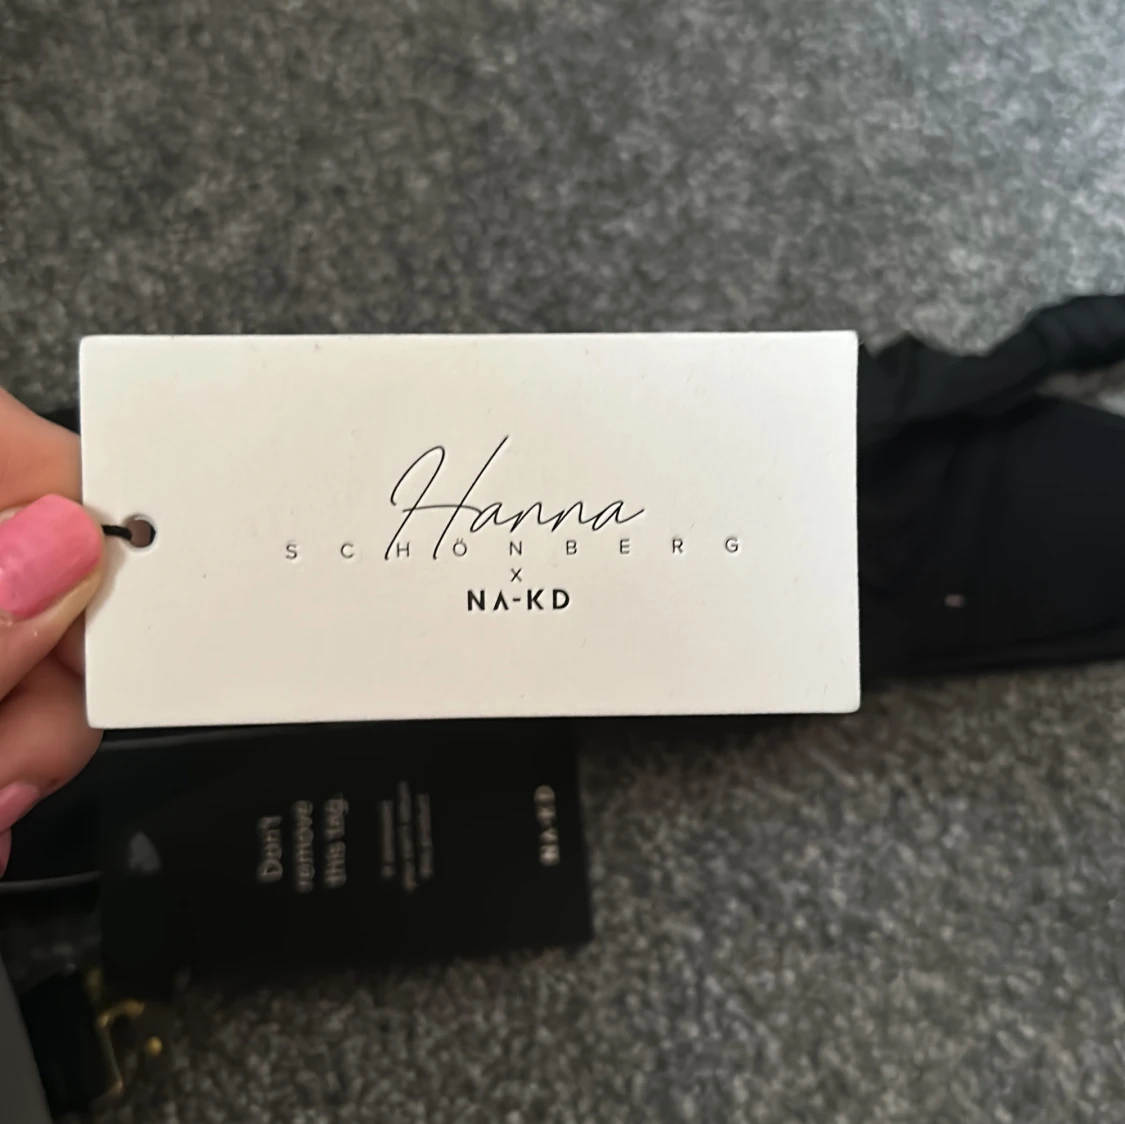 Hanna
SCHÖNBERG
X
NA-KD
Don't
remove
this tag.
NA-KD